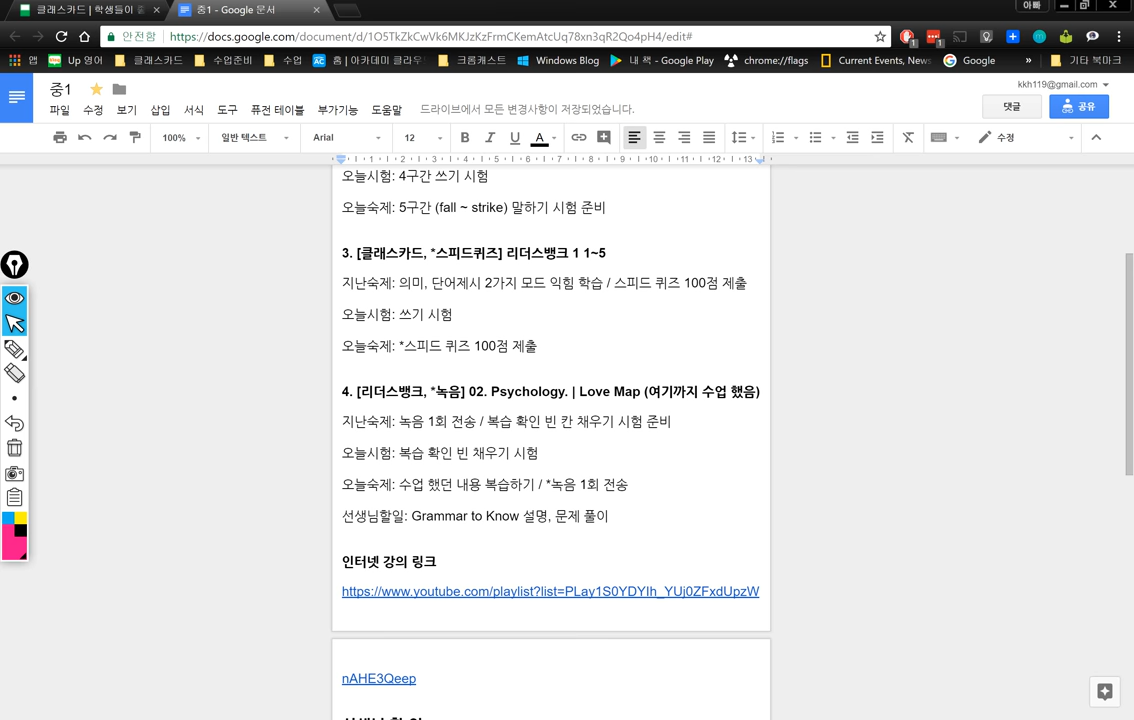 클래스카드 | 학생들이
중1 - Google 문서
아빠
안전함
https://docs.google.com/document/d/1O5TkZkCwVk6MKJzKzFrmCKemAtcUq78xn3qR2Qo4pH4/edit#
앱
Up 영어
클래스카드
수업준비
수업
홈 | 아카데미 클라우
크롬캐스트
Windows Blog
내 책 - Google Play
chrome://flags
Current Events, News
Google
»
기타 북마크
중1
kkh119@gmail.com
파일 수정 보기 삽입 서식 도구 퓨전 테이블 부가기능 도움말 드라이브에서 모든 변경사항이 저장되었습니다.
댓글
공유
100%
일반 텍스트
Arial
12
수정
1 2 3 4 5 6 7 8 9 10 11 12 13
오늘시험: 4구간 쓰기 시험
오늘숙제: 5구간 (fall ~ strike) 말하기 시험 준비
3. [클래스카드, *스피드퀴즈] 리더스뱅크 1 1~5
지난숙제: 의미, 단어제시 2가지 모드 익힘 학습 / 스피드 퀴즈 100점 제출
오늘시험: 쓰기 시험
오늘숙제: *스피드 퀴즈 100점 제출
4. [리더스뱅크, *녹음] 02. Psychology. | Love Map (여기까지 수업 했음)
지난숙제: 녹음 1회 전송 / 복습 확인 빈 칸 채우기 시험 준비
오늘시험: 복습 확인 빈 채우기 시험
오늘숙제: 수업 했던 내용 복습하기 / *녹음 1회 전송
선생님할일: Grammar to Know 설명, 문제 풀이
인터넷 강의 링크
https://www.youtube.com/playlist?list=PLay1S0YDYIh_YUj0ZFxdUpzW
nAHE3Qeep